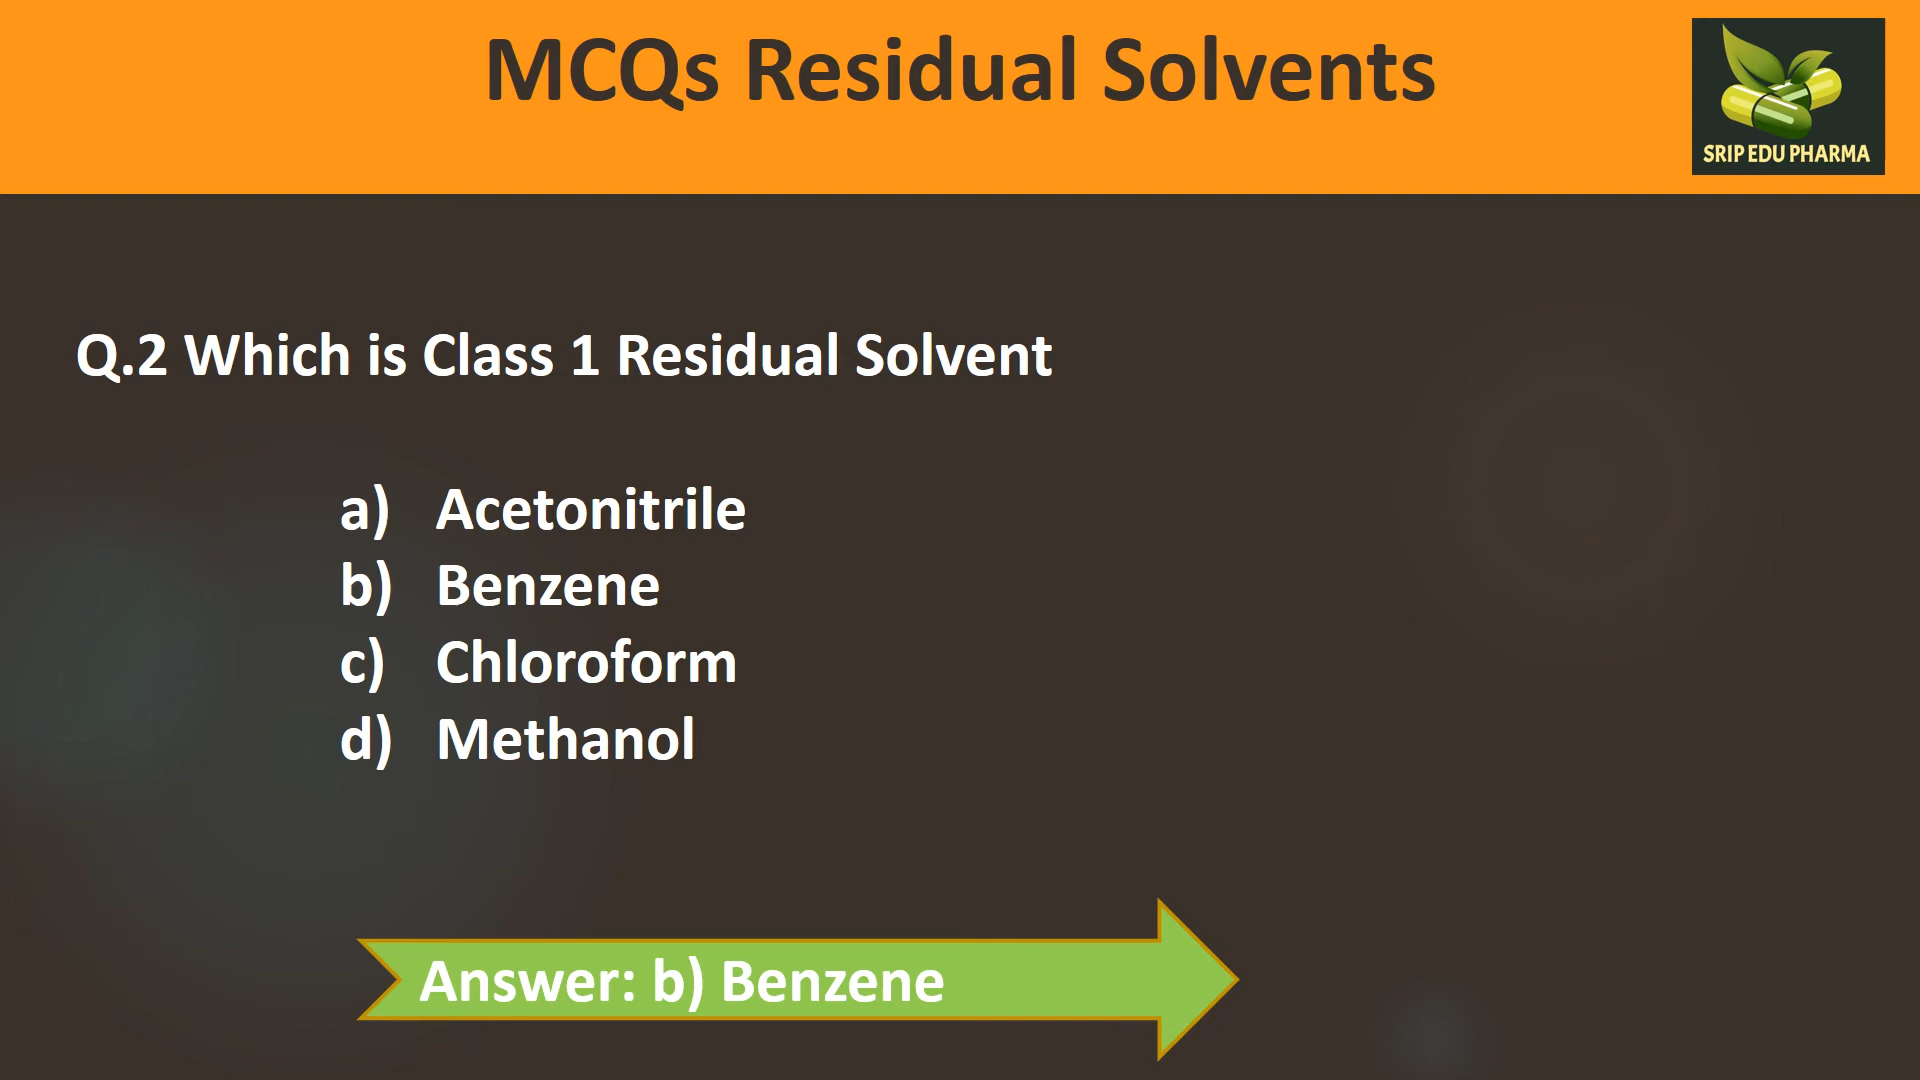 MCQs Residual Solvents
SRIP EDU PHARMA
Q.2 Which is Class 1 Residual Solvent
a) Acetonitrile
b) Benzene
c) Chloroform
d) Methanol
Answer: b) Benzene